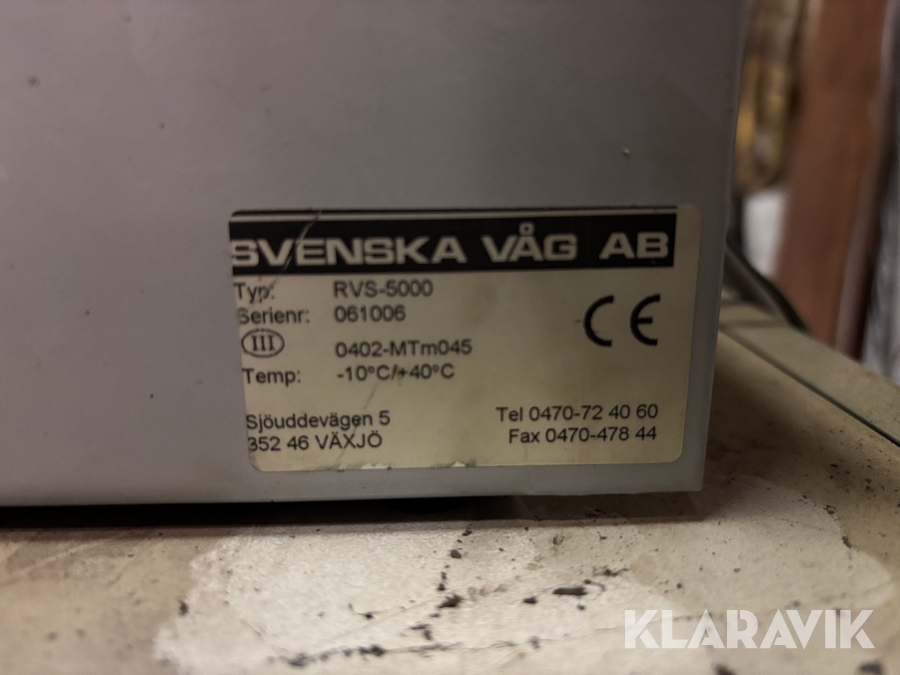 SVENSKA VÅG AB
Typ: RVS-5000
Serienr: 061006
III 0402-MTm045
Temp: -10°C/+40°C
CE
Sjöuddevägen 5 Tel 0470-72 40 60
352 46 VÄXJÖ Fax 0470-478 44
KLARAVIK